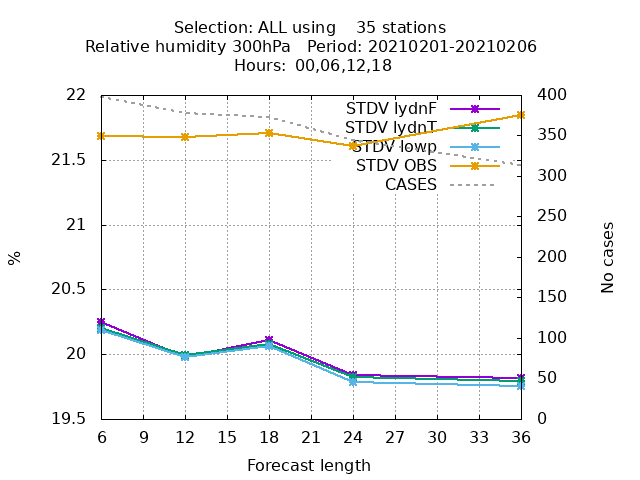 Selection: ALL using    35 stations
Relative humidity 300hPa   Period: 20210201-20210206
Hours: 00,06,12,18
STDV lydnF
STDV lydnT
STDV lowp
STDV OBS
CASES
22
21.5
21
20.5
20
19.5
%
400
350
300
250
200
150
100
50
0
No cases
6 9 12 15 18 21 24 27 30 33 36
Forecast length